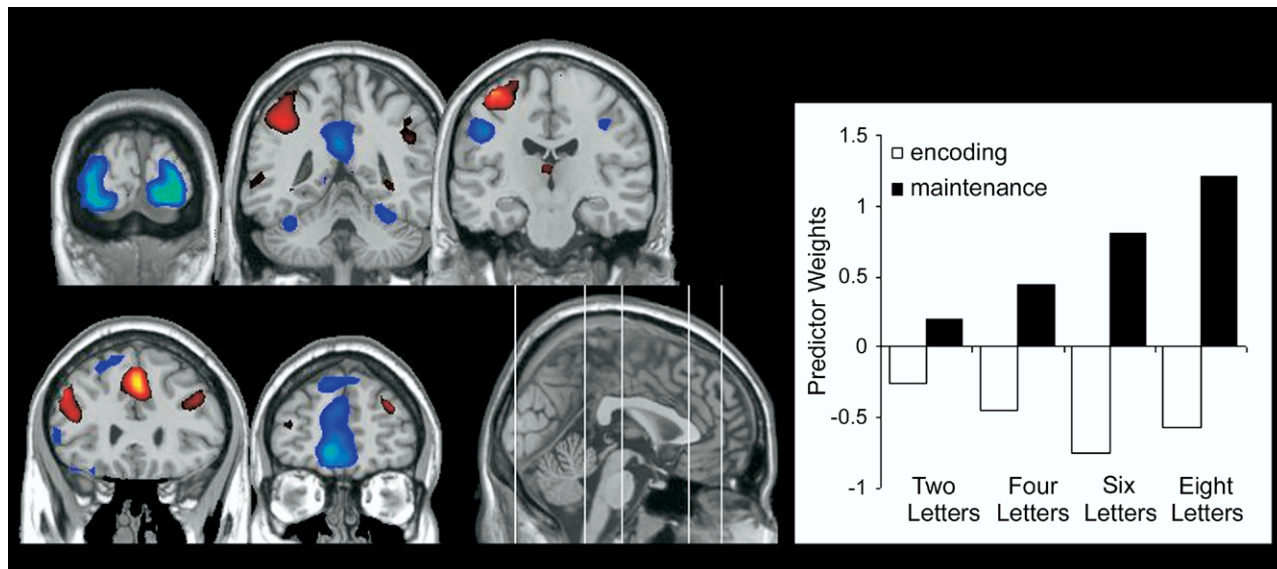 encoding
maintenance
Predictor Weights
1.5
1
0.5
0
-0.5
-1
Two Letters
Four Letters
Six Letters
Eight Letters